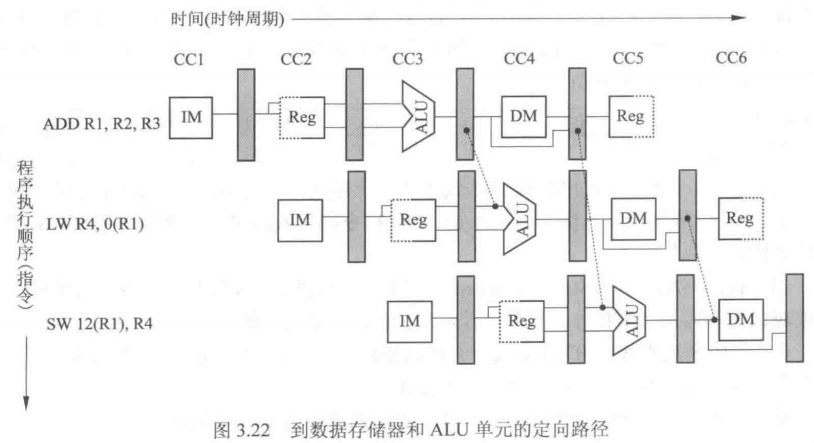 时间(时钟周期)
CC1 CC2 CC3 CC4 CC5 CC6
ADD R1, R2, R3 IM Reg ALU DM Reg
LW R4, 0(R1) IM Reg ALU DM Reg
SW 12(R1), R4 IM Reg ALU DM
程序执行顺序(指令)
图 3.22 到数据存储器和 ALU 单元的定向路径